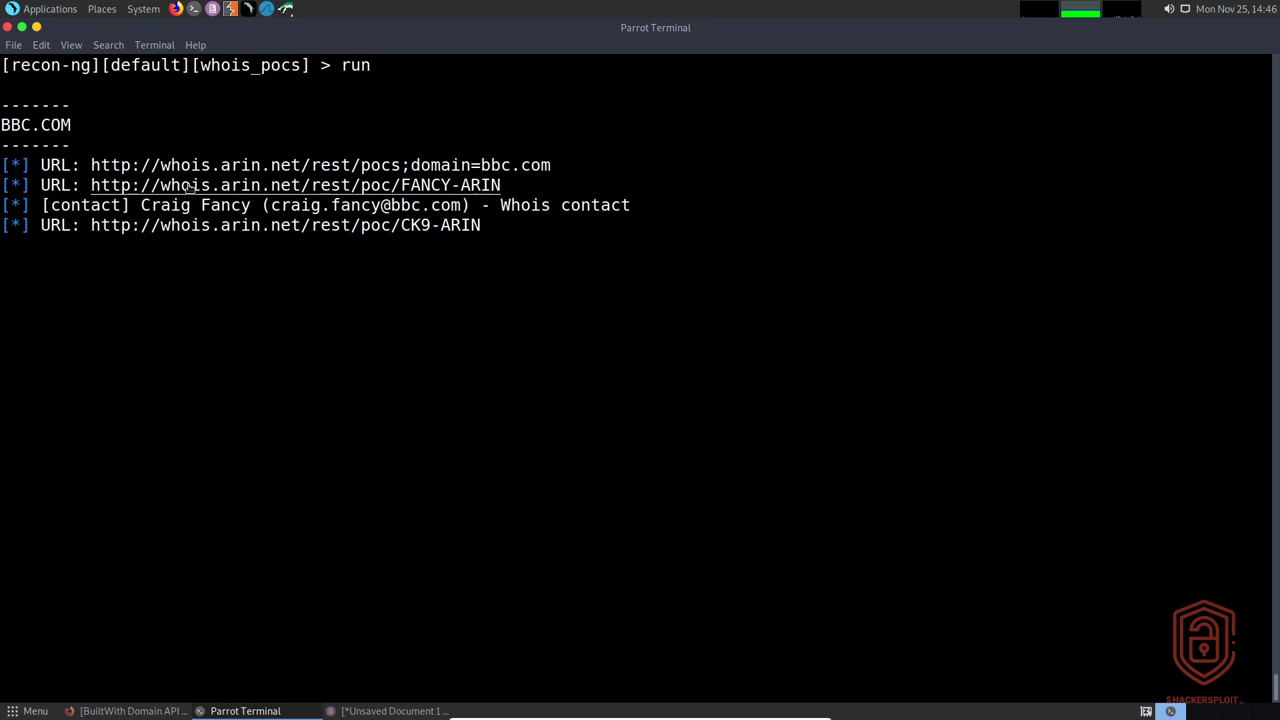 Applications Places System Mon Nov 25, 14:46
Parrot Terminal
File Edit View Search Terminal Help
[recon-ng][default][whois_pocs] > run
-------
BBC.COM
-------
[*] URL: http://whois.arin.net/rest/pocs;domain=bbc.com
[*] URL: http://whois.arin.net/rest/poc/FANCY-ARIN
[*] [contact] Craig Fancy (craig.fancy@bbc.com) - Whois contact
[*] URL: http://whois.arin.net/rest/poc/CK9-ARIN
HACKERSPLOIT_
Menu [BuiltWith Domain API ... Parrot Terminal [*Unsaved Document 1 ...